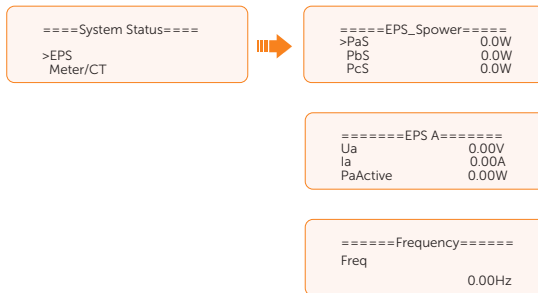 ====System Status====
>EPS
Meter/CT
=====EPS_Spower=====
>PaS 0.0W
PbS 0.0W
PcS 0.0W
=======EPS A=======
Ua 0.00V
Ia 0.00A
PaActive 0.00W
======Frequency======
Freq
0.00Hz